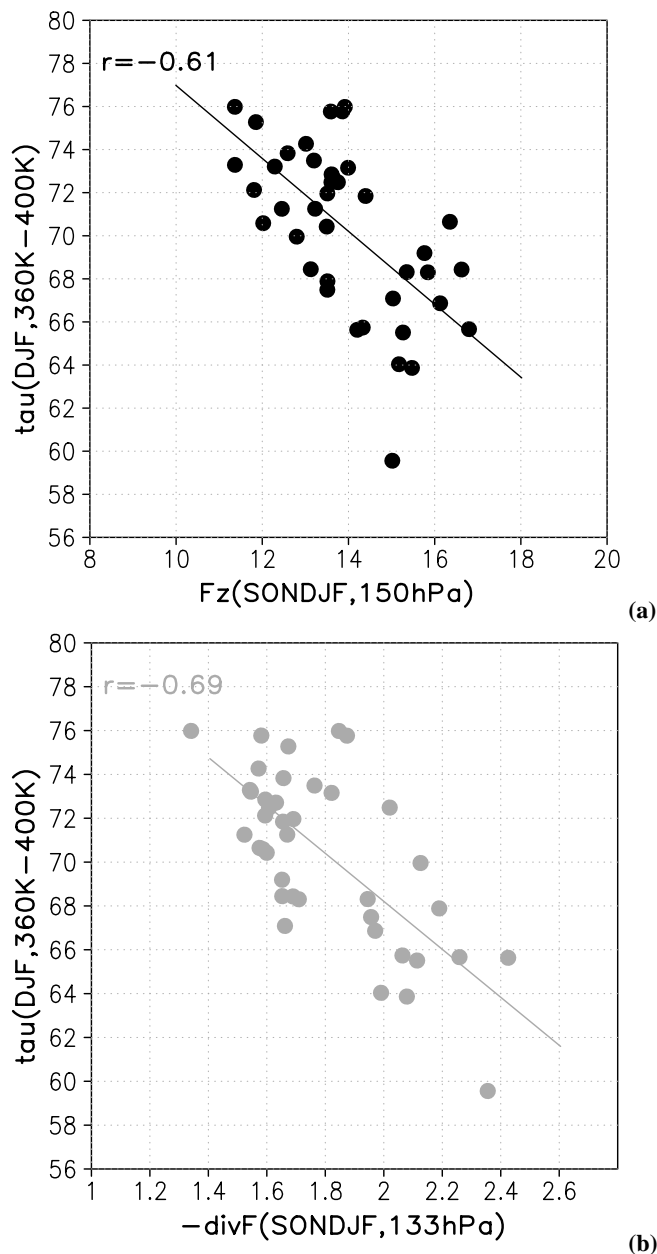 80
78
76
74
72
70
68
66
64
62
60
58
56
r=−0.61
tau(DJF,360K−400K)
8 10 12 14 16 18 20
Fz(SONDJF,150hPa)
(a)
80
78
76
74
72
70
68
66
64
62
60
58
56
r=−0.69
tau(DJF,360K−400K)
1 1.2 1.4 1.6 1.8 2 2.2 2.4 2.6
−divF(SONDJF,133hPa)
(b)